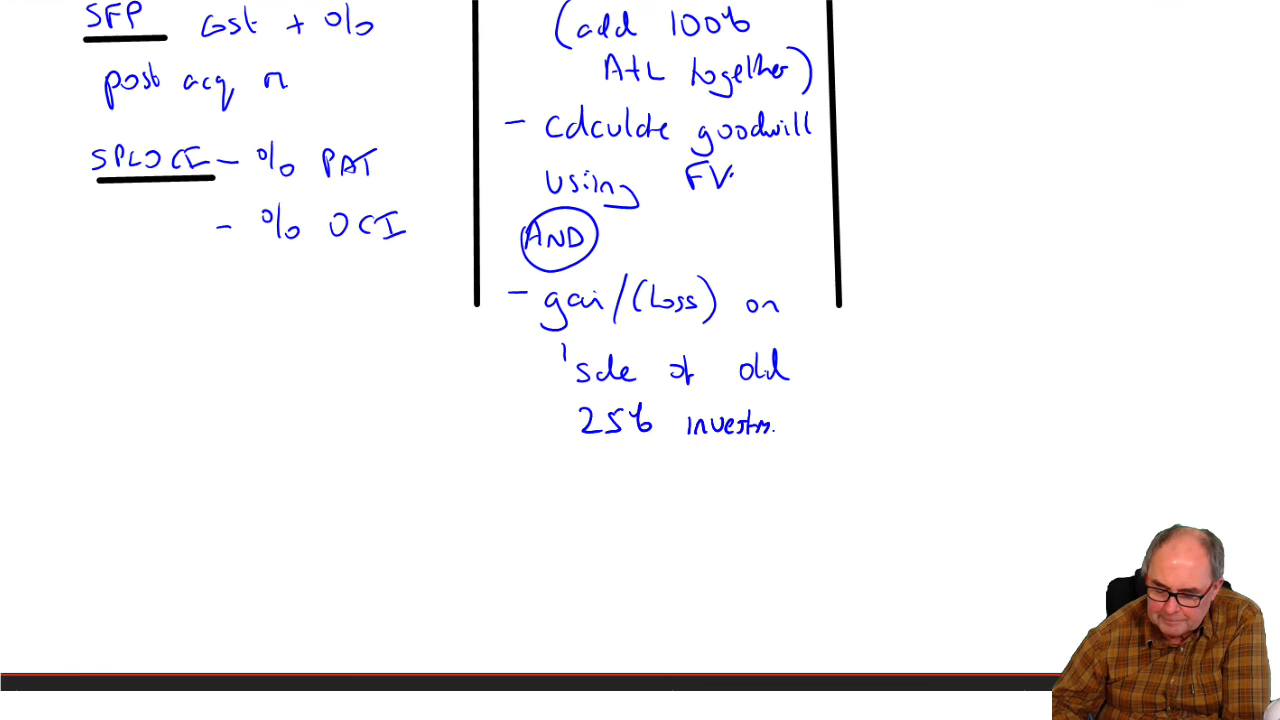 SFP Cost + %
post acq n
SPLOCI - % PAT
- % OCI
(add 100%
A+L together)
- calculate goodwill
using FV.
AND
- gain/(Loss) on
'sale of old
25% investm.